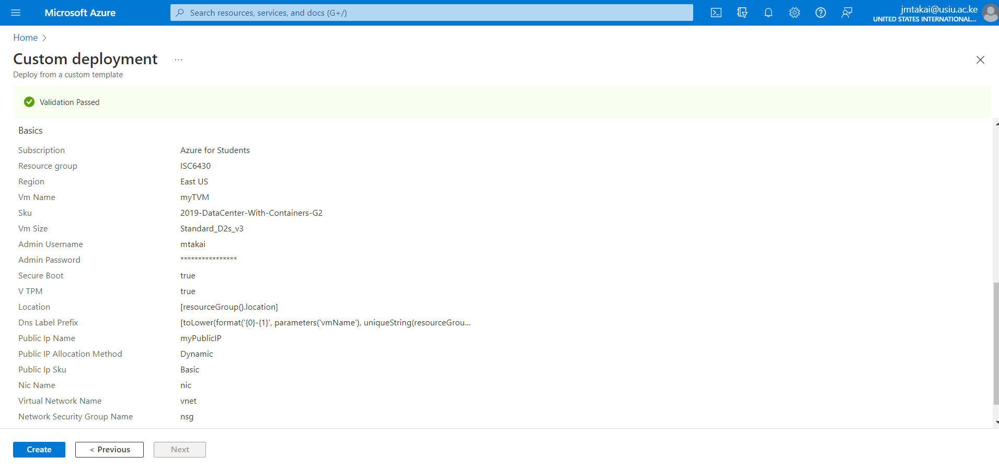 Microsoft Azure
Search resources, services, and docs (G+/)
jmtakai@usiu.ac.ke
UNITED STATES INTERNATIONAL...
Home
Custom deployment ...
Deploy from a custom template
Validation Passed
Basics
Subscription Azure for Students
Resource group ISC6430
Region East US
Vm Name myTVM
Sku 2019-DataCenter-With-Containers-G2
Vm Size Standard_D2s_v3
Admin Username mtakai
Admin Password ****************
Secure Boot true
V TPM true
Location [resourceGroup().location]
Dns Label Prefix [toLower(format('{0}-{1}', parameters('vmName'), uniqueString(resourceGrou...
Public Ip Name myPublicIP
Public IP Allocation Method Dynamic
Public Ip Sku Basic
Nic Name nic
Virtual Network Name vnet
Network Security Group Name nsg
Create < Previous Next